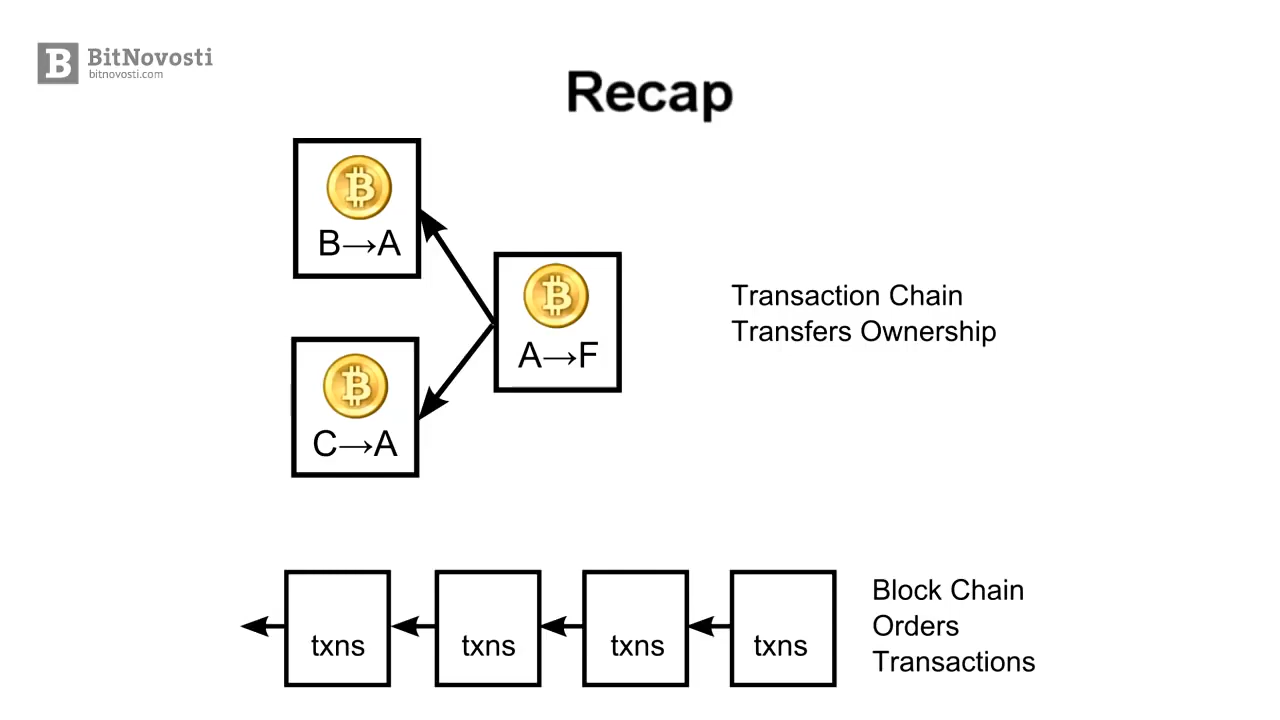 BitNovosti
bitnovosti.com
Recap
B→A
A→F
C→A
Transaction Chain
Transfers Ownership
txns
txns
txns
txns
Block Chain
Orders
Transactions